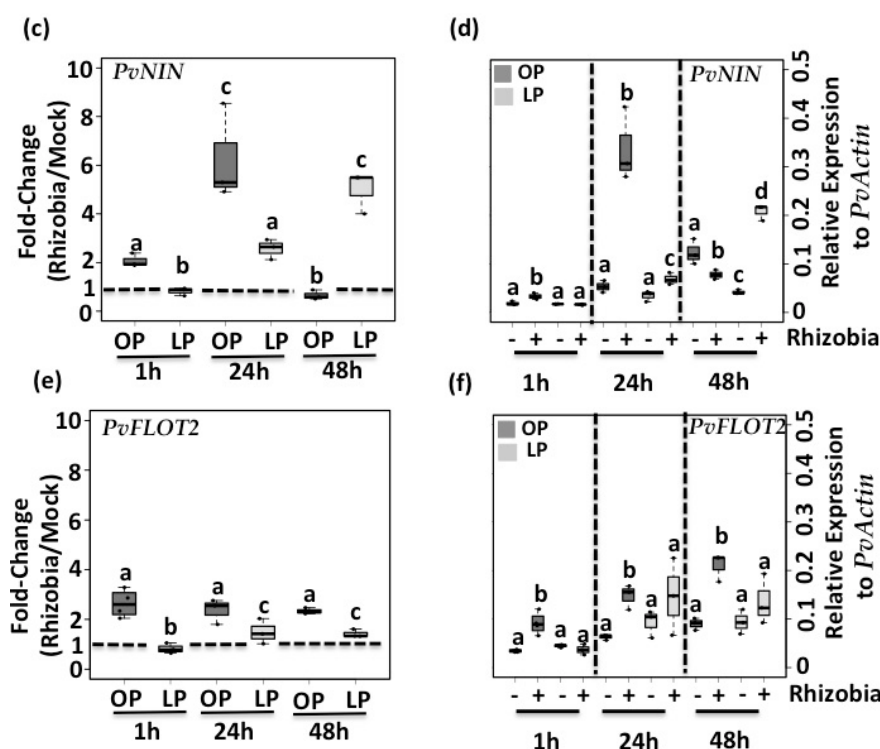 (c)
PvNIN
Fold-Change
(Rhizobia/Mock)
10
8
6
4
2
1
0
a
b
c
a
b
c
OP LP OP LP OP LP
1h 24h 48h
(d)
OP
LP
PvNIN
Relative Expression
to PvActin
0.5
0.3
0.2
0.1
0
a b a a
a b a c
a b c d
- + - + - + - + - + - + Rhizobia
1h 24h 48h
(e)
PvFLOT2
Fold-Change
(Rhizobia/Mock)
10
8
6
4
2
1
0
a
b
a
c
a
c
OP LP OP LP OP LP
1h 24h 48h
(f)
OP
LP
PvFLOT2
Relative Expression
to PvActin
0.5
0.3
0.2
0.1
0
a b a a
a b a a
a b a a
- + - + - + - + - + - + Rhizobia
1h 24h 48h